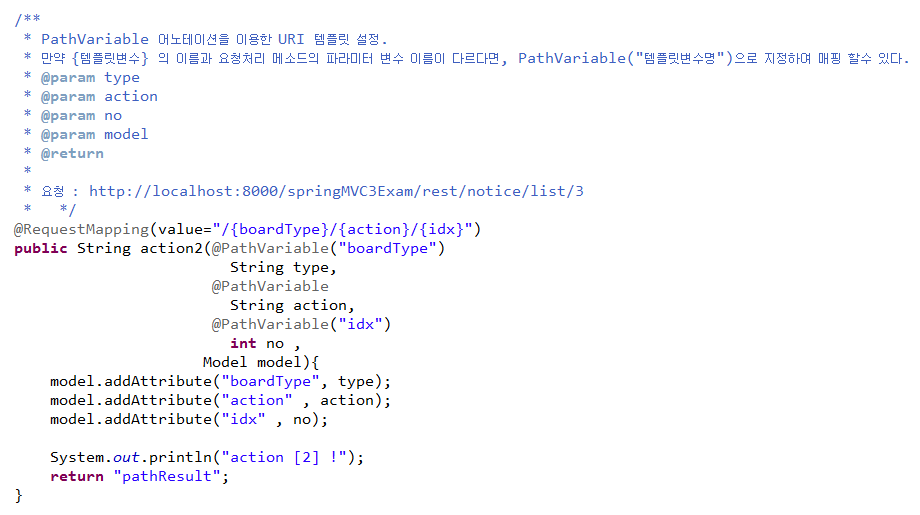 /**
 * PathVariable 어노테이션을 이용한 URI 템플릿 설정.
 * 만약 {템플릿변수} 의 이름과 요청처리 메소드의 파라미터 변수 이름이 다르다면, PathVariable("템플릿변수명")으로 지정하여 매핑 할수 있다.
 * @param type
 * @param action
 * @param no
 * @param model
 * @return
 *
 * 요청 : http://localhost:8000/springMVC3Exam/rest/notice/list/3
 *   */
@RequestMapping(value="/{boardType}/{action}/{idx}")
public String action2(@PathVariable("boardType")
                        String type,
                      @PathVariable
                        String action,
                      @PathVariable("idx")
                        int no ,
                     Model model){
    model.addAttribute("boardType", type);
    model.addAttribute("action" , action);
    model.addAttribute("idx" , no);

    System.out.println("action [2] !");
    return "pathResult";
}